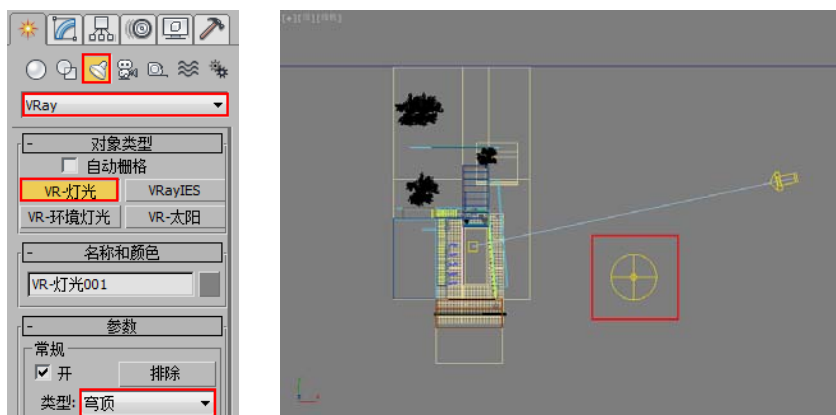 VRay
- 对象类型
自动栅格
VR-灯光 VRayIES
VR-环境灯光 VR-太阳
- 名称和颜色
VR-灯光001
- 参数
常规
开 排除
类型: 穹顶